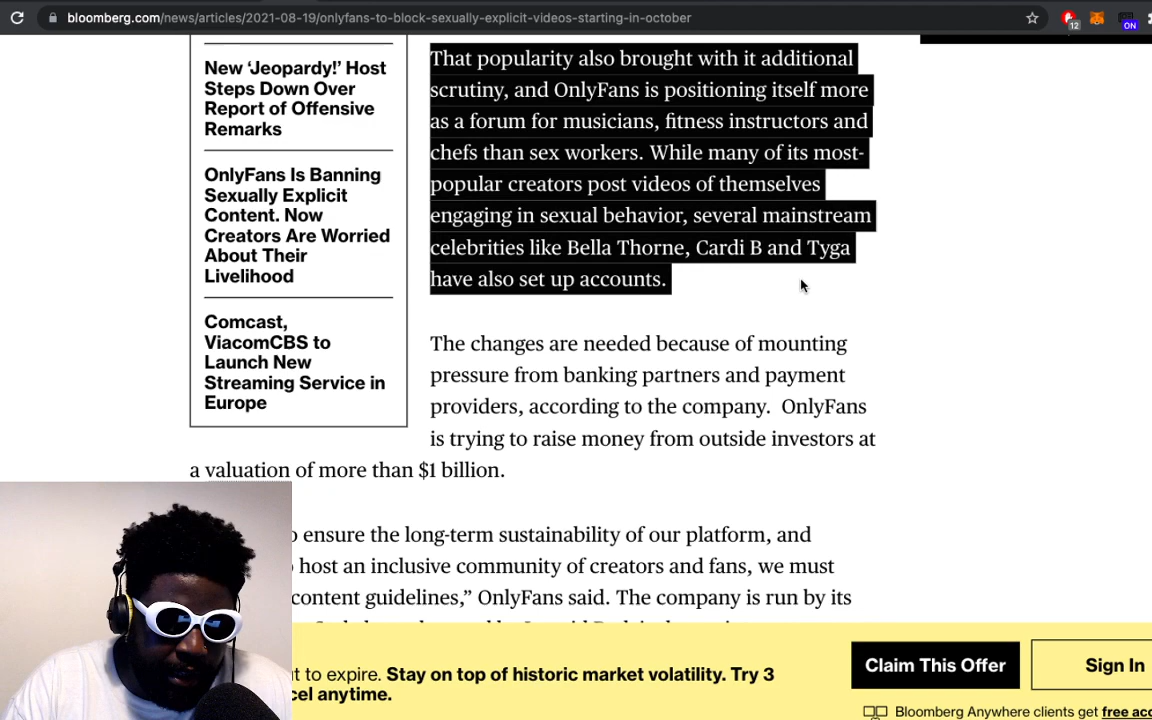 bloomberg.com/news/articles/2021-08-19/onlyfans-to-block-sexually-explicit-videos-starting-in-october
12
ON
New ‘Jeopardy!’ Host
Steps Down Over
Report of Offensive
Remarks
OnlyFans Is Banning
Sexually Explicit
Content. Now
Creators Are Worried
About Their
Livelihood
Comcast,
ViacomCBS to
Launch New
Streaming Service in
Europe
That popularity also brought with it additional
scrutiny, and OnlyFans is positioning itself more
as a forum for musicians, fitness instructors and
chefs than sex workers. While many of its most-
popular creators post videos of themselves
engaging in sexual behavior, several mainstream
celebrities like Bella Thorne, Cardi B and Tyga
have also set up accounts.
The changes are needed because of mounting
pressure from banking partners and payment
providers, according to the company. OnlyFans
is trying to raise money from outside investors at
a valuation of more than $1 billion.
ensure the long-term sustainability of our platform, and
host an inclusive community of creators and fans, we must
content guidelines,” OnlyFans said. The company is run by its
to expire. Stay on top of historic market volatility. Try 3
anytime.
Claim This Offer
Sign In
Bloomberg Anywhere clients get free